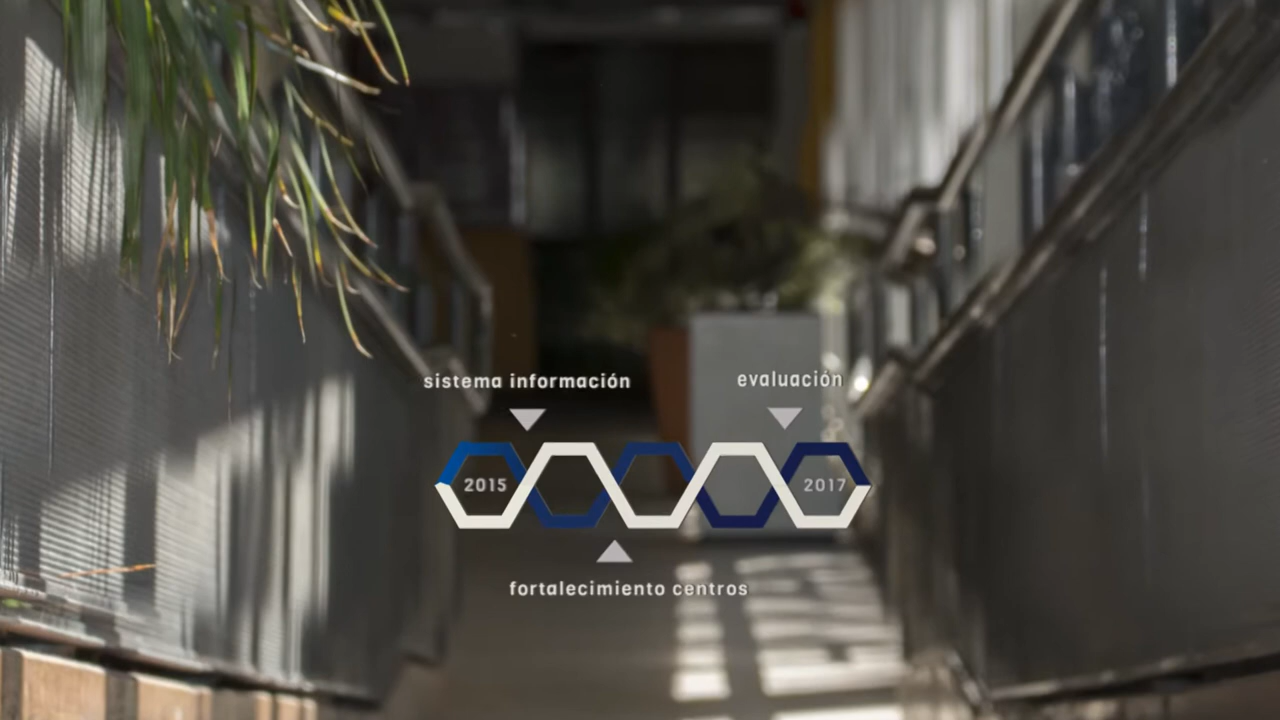 sistema información
evaluación
2015
2017
fortalecimiento centros